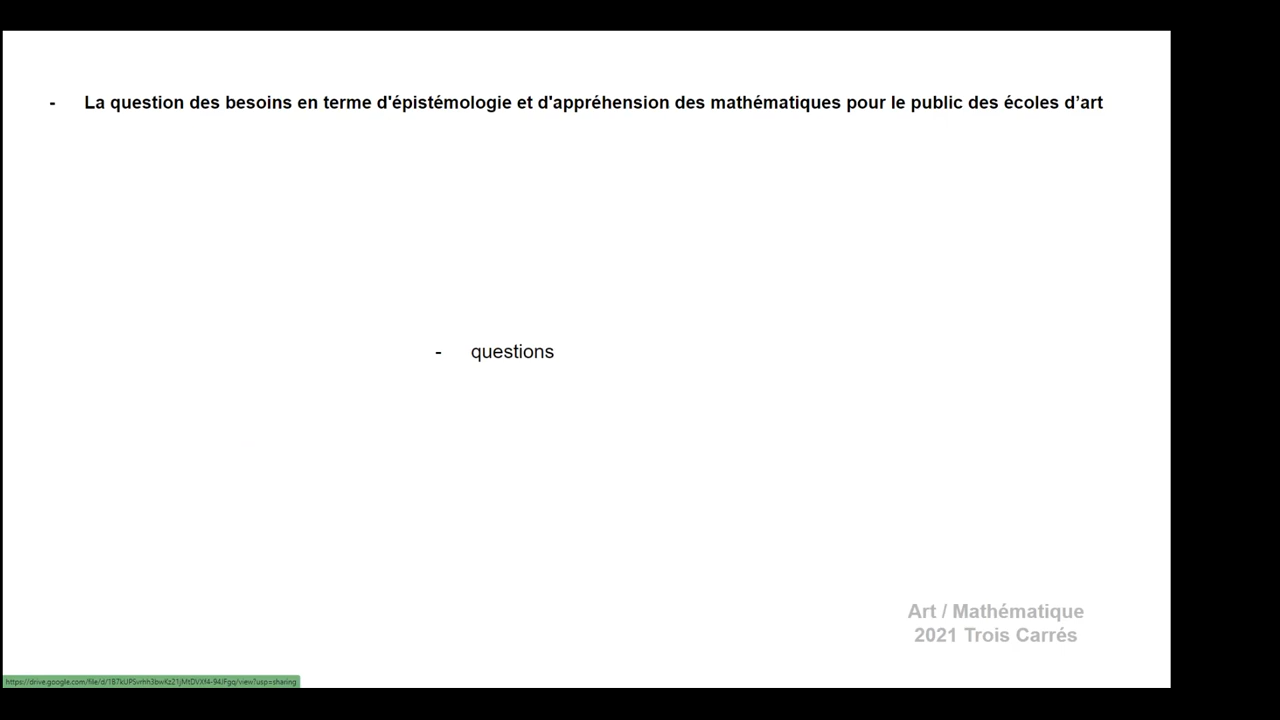 - La question des besoins en terme d'épistémologie et d'appréhension des mathématiques pour le public des écoles d’art
- questions
Art / Mathématique
2021 Trois Carrés